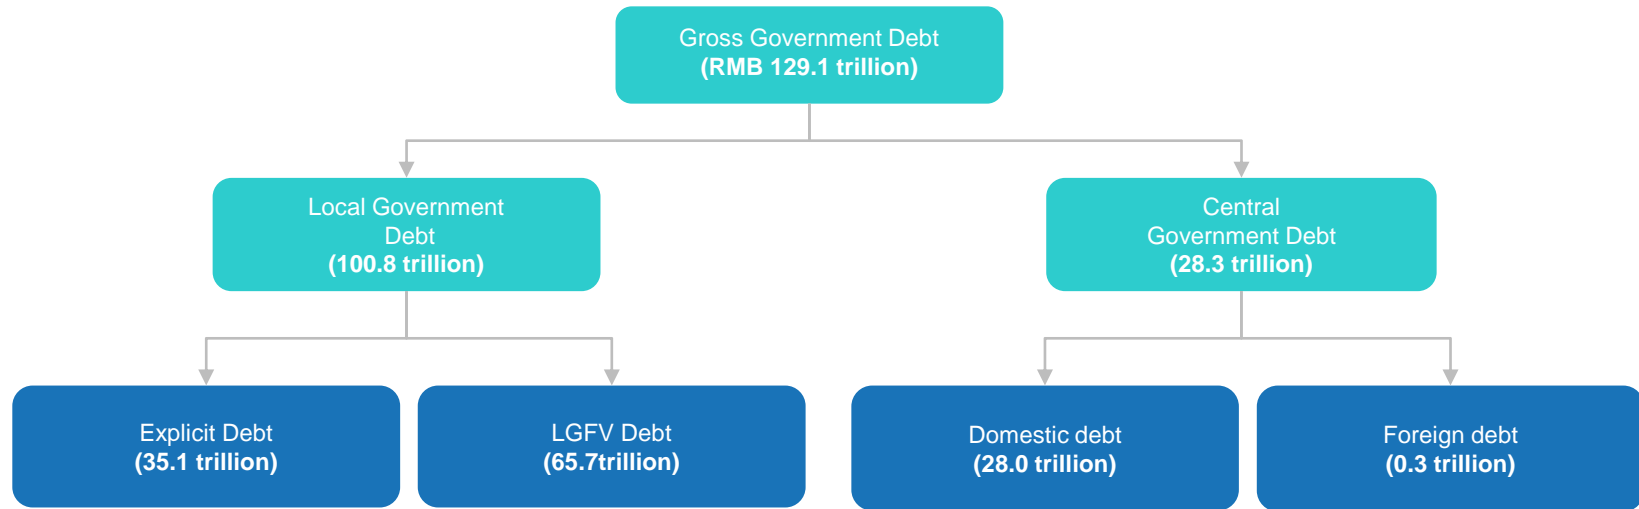 Gross Government Debt
(RMB 129.1 trillion)
Local Government
Debt
(100.8 trillion)
Central
Government Debt
(28.3 trillion)
Explicit Debt
(35.1 trillion)
LGFV Debt
(65.7trillion)
Domestic debt
(28.0 trillion)
Foreign debt
(0.3 trillion)